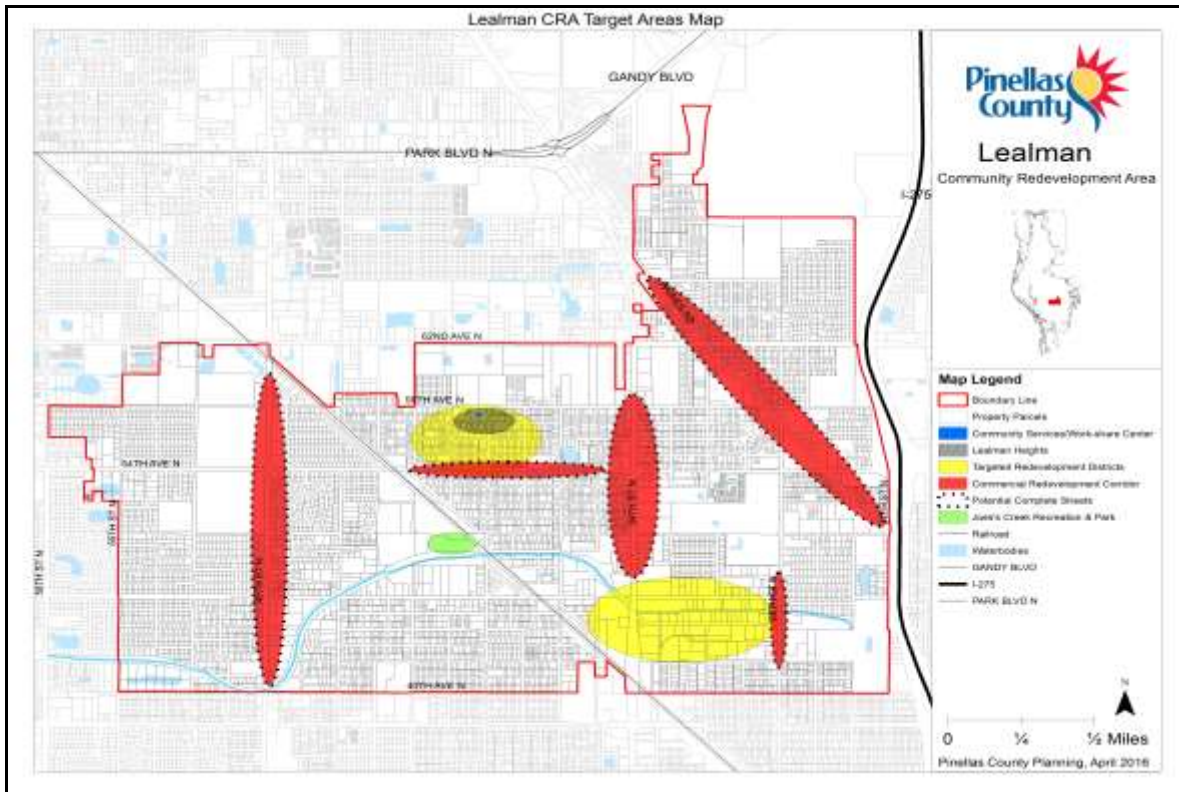 Lealman CRA Target Areas Map
GANDY BLVD
PARK BLVD N
I-275
62ND AVE N
58TH AVE N
54TH AVE N
40TH AVE N
Pinellas
County
Lealman
Community Redevelopment Area
Map Legend
Boundary Line
Property Parcels
Community Services/Work-share Center
Lealman Heights
Targeted Redevelopment Districts
Commercial Redevelopment Corridor
Potential Complete Streets
Joe's Creek Recreation & Park
Railroad
Waterbodies
GANDY BLVD
I-275
PARK BLVD N
N
0 ¼ ½ Miles
Pinellas County Planning, April 2016